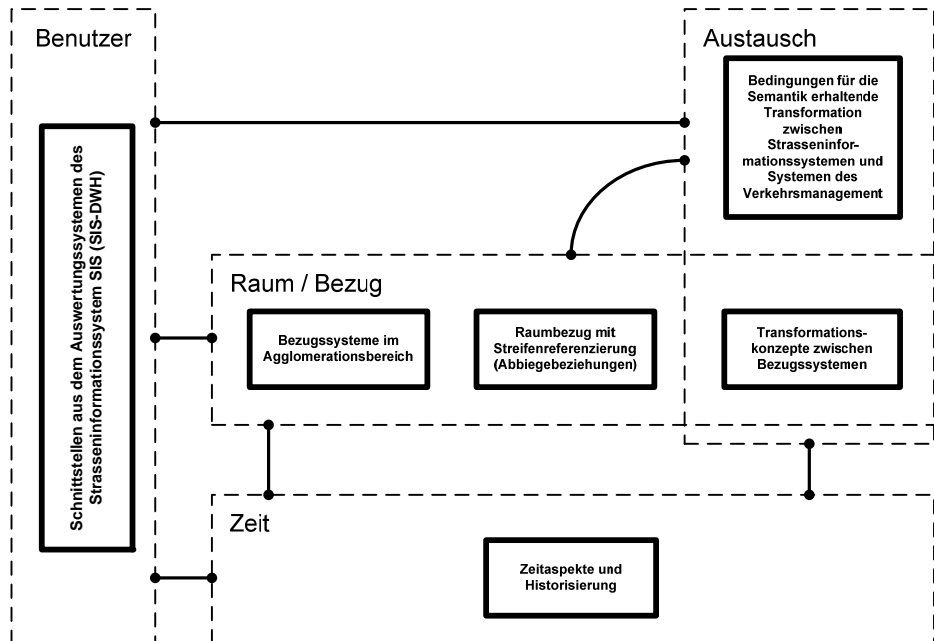 Benutzer
Schnittstellen aus dem Auswertungssystemen des
Strasseninformationssystem SIS (SIS-DWH)
Austausch
Bedingungen für die
Semantik erhaltende
Transformation
zwischen
Strasseninfor-
mationssystemen und
Systemen des
Verkehrsmanagement
Raum / Bezug
Bezugssysteme im
Agglomerationsbereich
Raumbezug mit
Streifenreferenzierung
(Abbiegebeziehungen)
Transformations-
konzepte zwischen
Bezugssystemen
Zeit
Zeitaspekte und
Historisierung